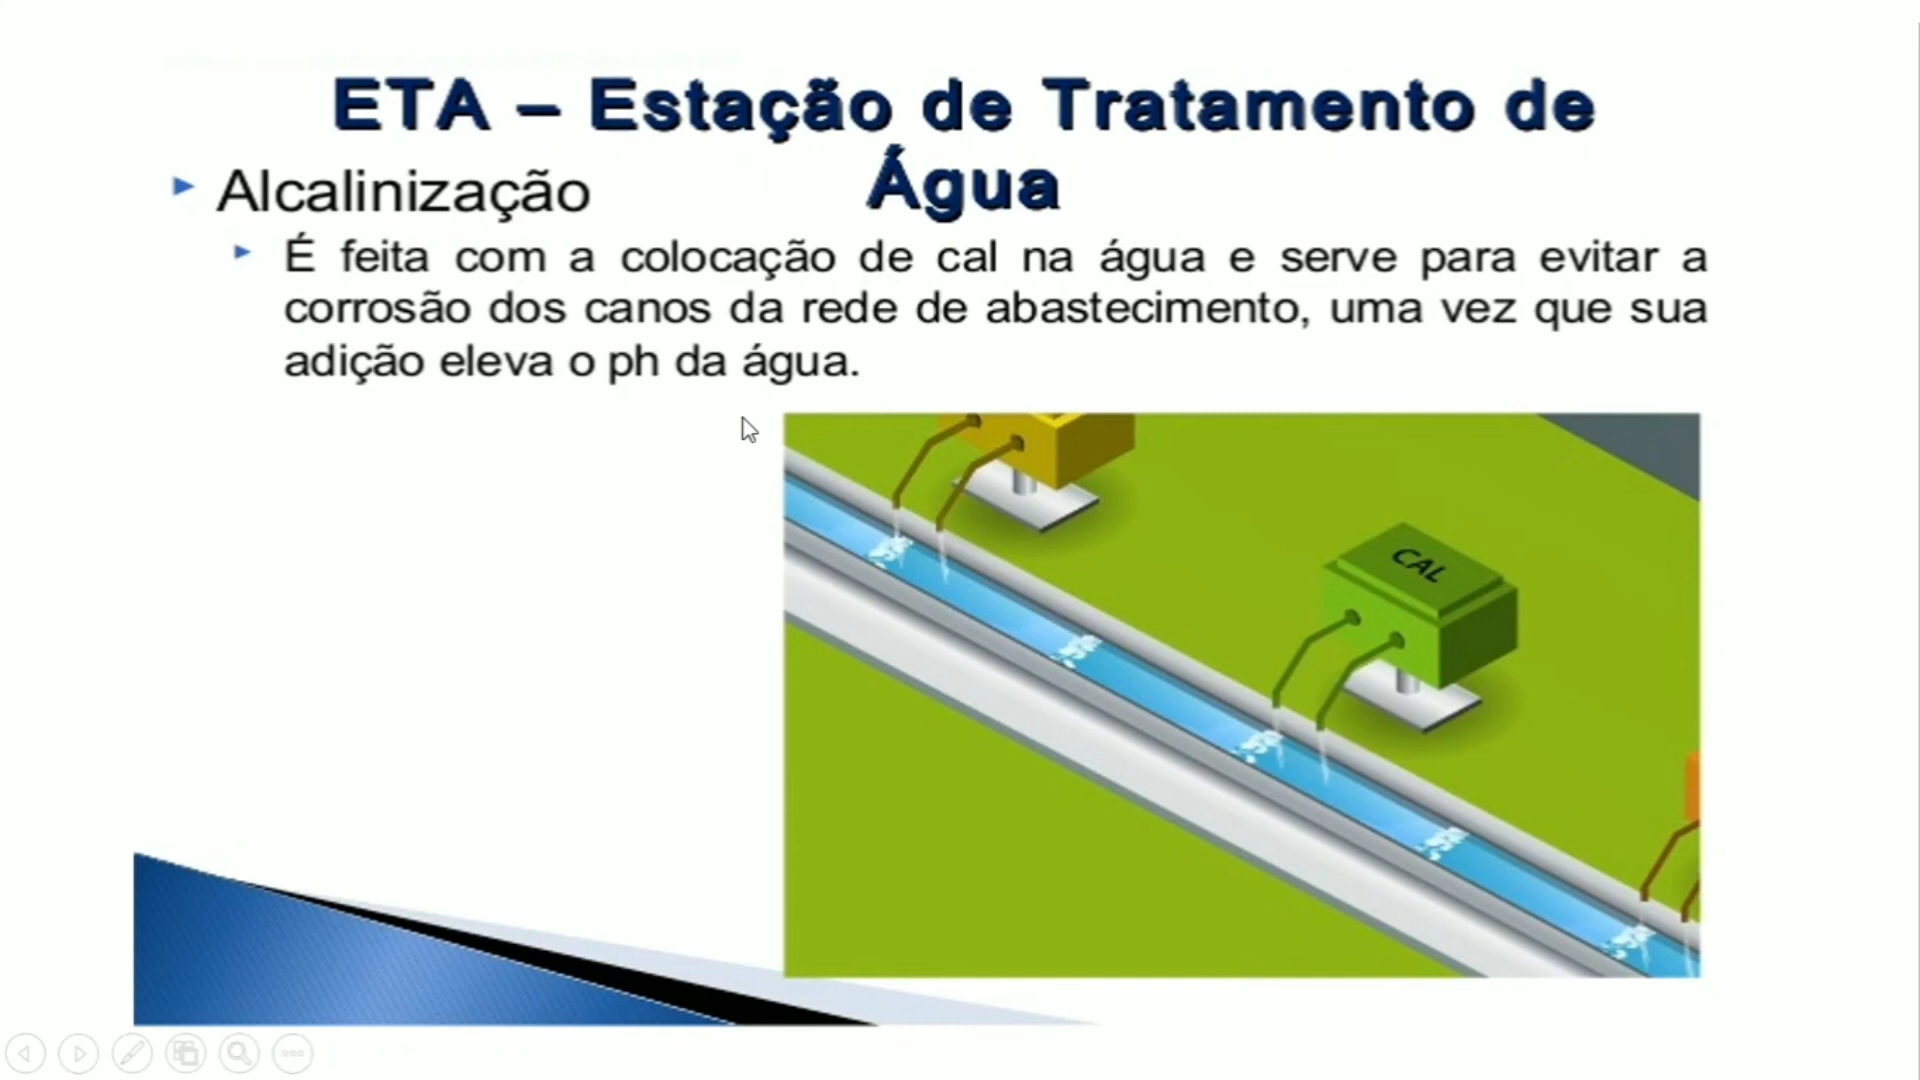 ETA – Estação de Tratamento de
Água
Alcalinização
É feita com a colocação de cal na água e serve para evitar a
corrosão dos canos da rede de abastecimento, uma vez que sua
adição eleva o ph da água.
CAL